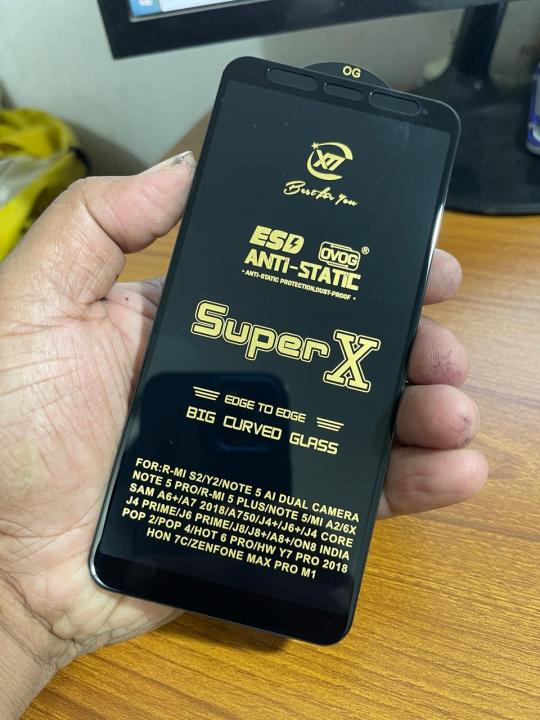 OG
X77
Best for You
ESD OVOG®
ANTi-STATIC
• ANTI-STATIC PROTECTION,DUST-PROOF •
Super X
EDGE TO EDGE
BIG CURVED GLASS
FOR:R-MI S2/Y2/NOTE 5 AI DUAL CAMERA
NOTE 5 PRO/R-MI 5 PLUS/NOTE 5/MI A2/6X
SAM A6+/A7 2018/A750/J4+/J6+/J4 CORE
J4 PRIME/J6 PRIME/J8/J8+/A8+/ON8 INDIA
POP 2/POP 4/HOT 6 PRO/HW Y7 PRO 2018
HON 7C/ZENFONE MAX PRO M1